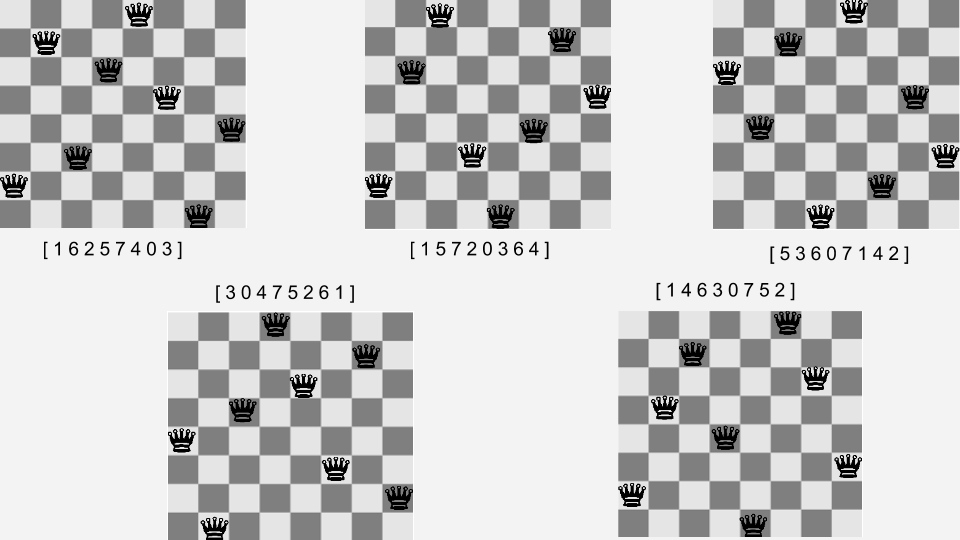 [ 1 6 2 5 7 4 0 3 ]
[ 1 5 7 2 0 3 6 4 ]
[ 5 3 6 0 7 1 4 2 ]
[ 3 0 4 7 5 2 6 1 ]
[ 1 4 6 3 0 7 5 2 ]